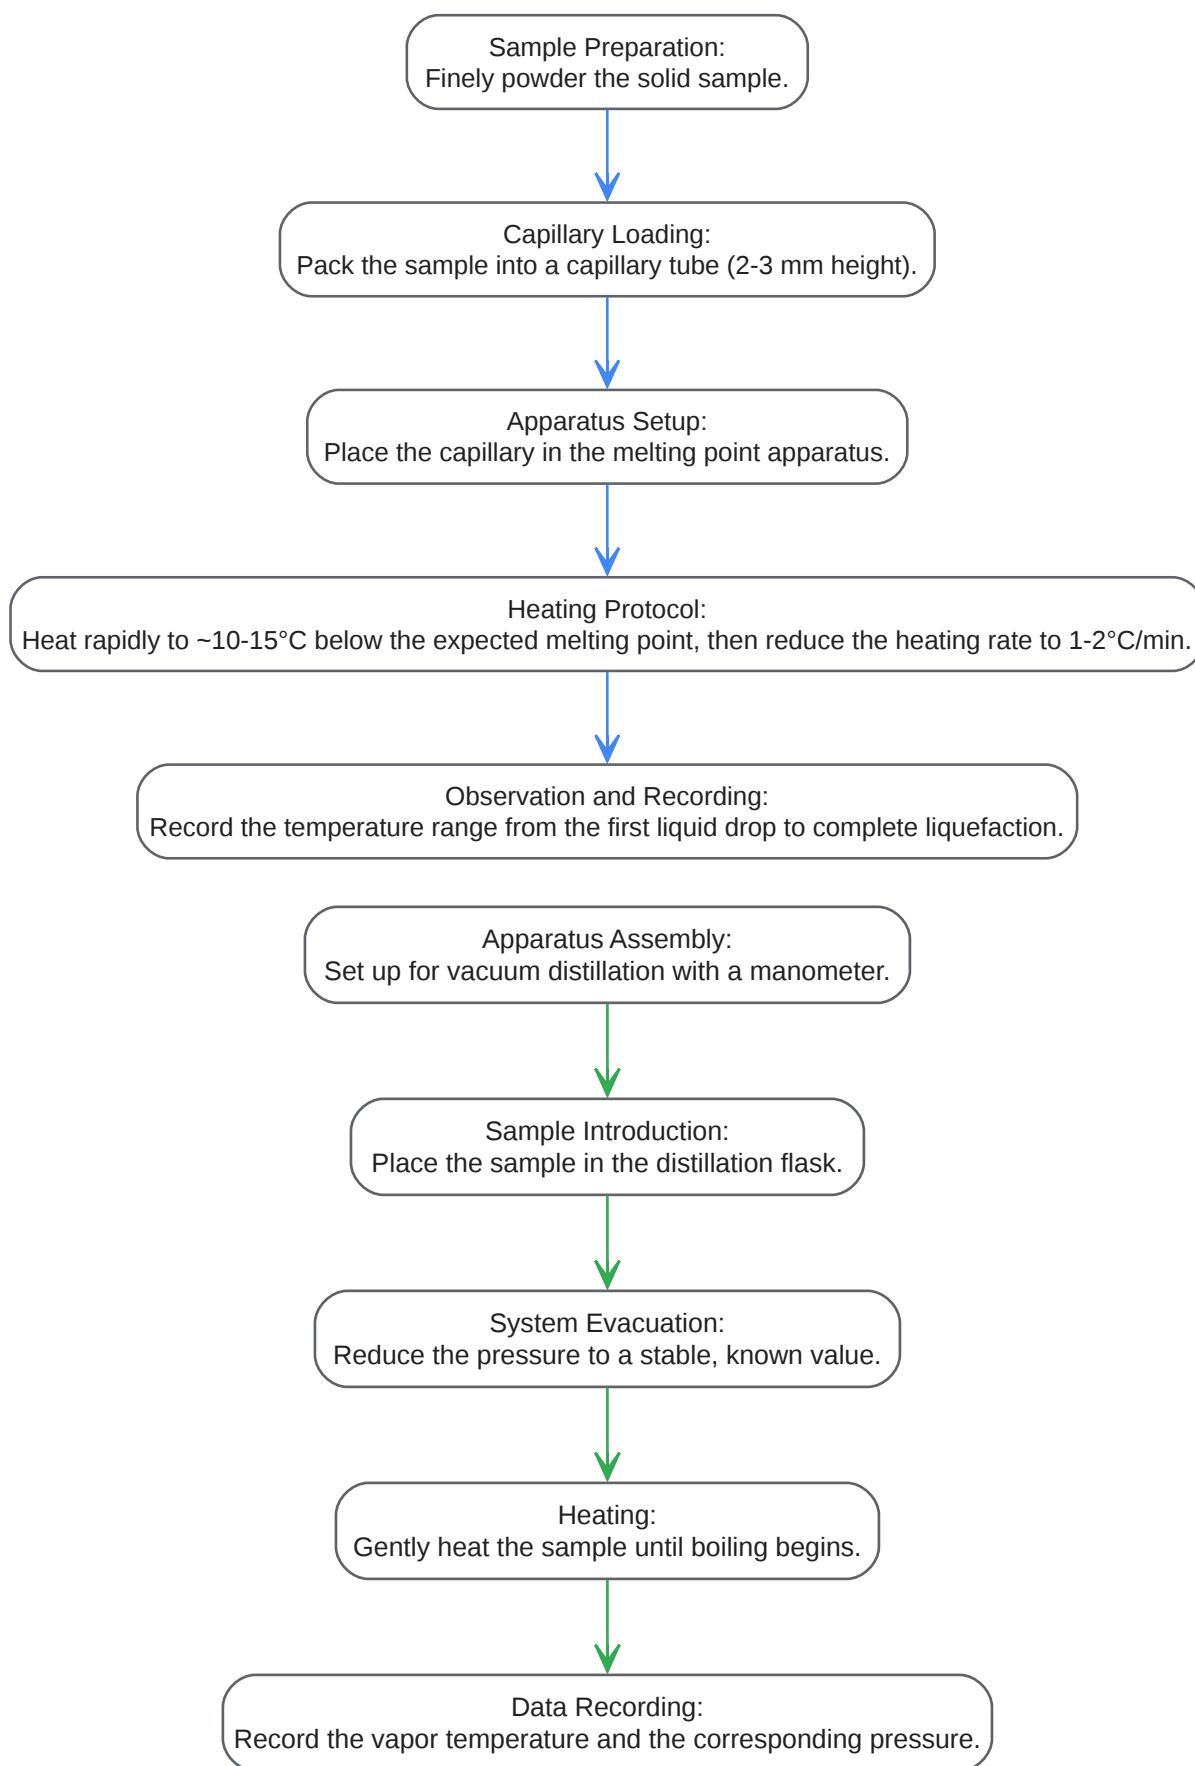 Sample Preparation:
Finely powder the solid sample.
Capillary Loading:
Pack the sample into a capillary tube (2-3 mm height).
Apparatus Setup:
Place the capillary in the melting point apparatus.
Heating Protocol:
Heat rapidly to ~10-15°C below the expected melting point, then reduce the heating rate to 1-2°C/min.
Observation and Recording:
Record the temperature range from the first liquid drop to complete liquefaction.
Apparatus Assembly:
Set up for vacuum distillation with a manometer.
Sample Introduction:
Place the sample in the distillation flask.
System Evacuation:
Reduce the pressure to a stable, known value.
Heating:
Gently heat the sample until boiling begins.
Data Recording:
Record the vapor temperature and the corresponding pressure.